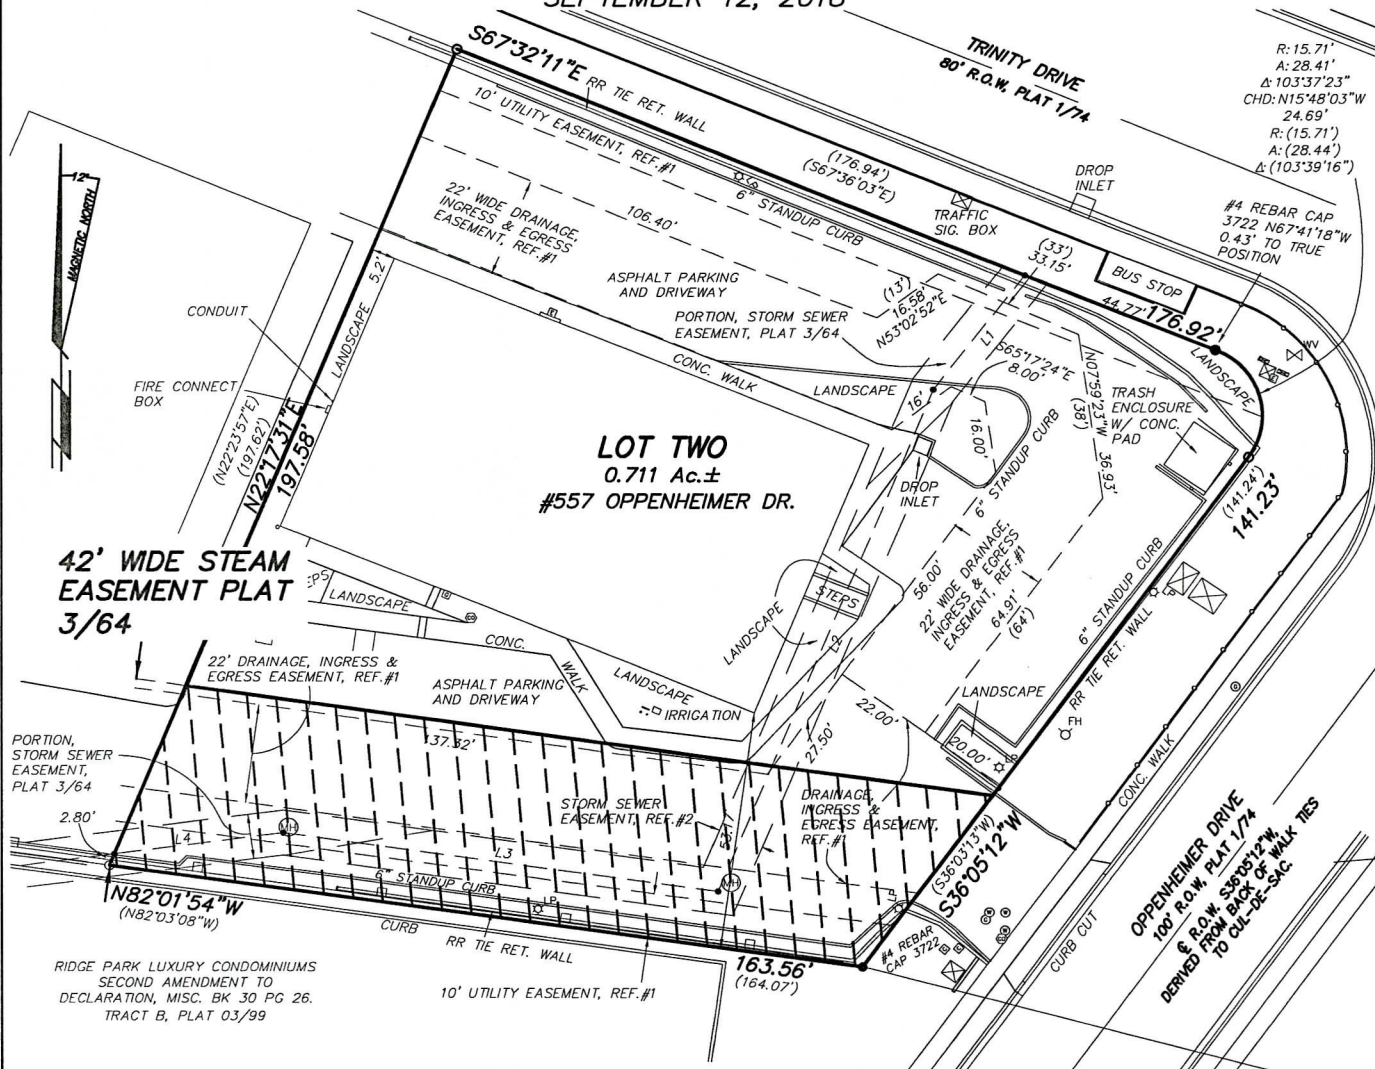 SEPTEMBER 12, 2018
S67°32'11"E
RR TIE RET. WALL
10' UTILITY EASEMENT, REF.#1
TRINITY DRIVE
80' R.O.W. PLAT 1/74
R: 15.71'
A: 28.41'
Δ: 103°37'23"
CHD: N15°48'03"W
24.69'
R: (15.71')
A: (28.44')
Δ: (103°39'16")
12°
MAGNETIC NORTH
(176.94')
(S67°36'03"E)
6" STANDUP CURB
DROP
INLET
TRAFFIC
SIG. BOX
#4 REBAR CAP
3722 N67°41'18"W
0.43' TO TRUE
POSITION
22' WIDE DRAINAGE,
INGRESS & EGRESS
EASEMENT, REF.#1
106.40'
(33')
33.15'
BUS STOP
44.77'
176.92'
ASPHALT PARKING
AND DRIVEWAY
(13')
16.58'
N53°02'52"E
PORTION, STORM SEWER
EASEMENT, PLAT 3/64
L1
WV
LANDSCAPE
5.2'
CONDUIT
CONC. WALK
S65°17'24"E
8.00'
N07°59'23"W
36.93'
(38')
LANDSCAPE
LANDSCAPE
TRASH
ENCLOSURE
W/ CONC.
PAD
FIRE CONNECT
BOX
(N22°23'57"E)
(197.62')
N22°17'31"E
197.58'
16'
16.00'
6" STANDUP CURB
LOT TWO
0.711 Ac.±
#557 OPPENHEIMER DR.
DROP
INLET
(141.24')
141.23'
42' WIDE STEAM
EASEMENT PLAT
3/64
LANDSCAPE
STEPS
LANDSCAPE
56.00'
22' WIDE DRAINAGE,
INGRESS & EGRESS
EASEMENT, REF.#1
64.91'
(64')
6" STANDUP CURB
RR TIE RET. WALL
CONC.
WALK
L2
22' DRAINAGE, INGRESS &
EGRESS EASEMENT, REF.#1
ASPHALT PARKING
AND DRIVEWAY
LANDSCAPE
IRRIGATION
22.00'
LANDSCAPE
FH
20.00'
LP
27.50'
137.32'
PORTION,
STORM SEWER
EASEMENT,
PLAT 3/64
2.80'
L4
MH
L3
STORM SEWER
EASEMENT, REF.#2
DRAINAGE,
INGRESS &
EGRESS EASEMENT,
REF.#1
MH
(S36°03'13"W)
S36°05'12"W
CONC. WALK
OPPENHEIMER DRIVE
100' R.O.W. PLAT 1/74
℄ R.O.W. S36°05'12"W,
DERIVED FROM BACK OF WALK TIES
TO CUL-DE-SAC.
N82°01'54"W
(N82°03'08"W)
6" STANDUP CURB
LP
CURB
RR TIE RET. WALL
163.56'
(164.07')
#4 REBAR
CAP 3722
CURB CUT
10' UTILITY EASEMENT, REF.#1
RIDGE PARK LUXURY CONDOMINIUMS
SECOND AMENDMENT TO
DECLARATION, MISC. BK 30 PG 26.
TRACT B, PLAT 03/99